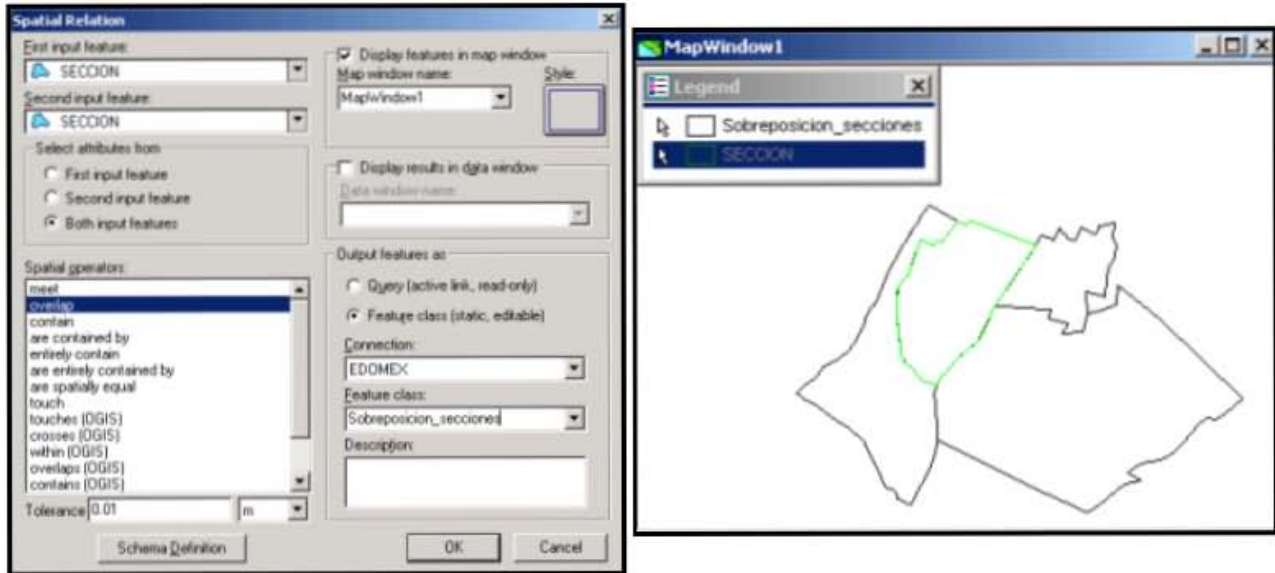 Spatial Relation
First input feature:
SECCION
Second input feature:
SECCION
Select attributes from
First input feature
Second input feature
Both input features
Spatial operators:
meet
overlap
contain
are contained by
entirely contain
are entirely contained by
are spatially equal
touch
touches (OGIS)
crosses (OGIS)
within (OGIS)
overlaps (OGIS)
contains (OGIS)
Tolerance 0.01 m
Schema Definition
Display features in map window
Map window name:
Style:
MapWindow1
Display results in data window
Data window name:
Output features as
Query (active link, read-only)
Feature class (static, editable)
Connection:
EDOMEX
Feature class:
Sobreposicion_secciones
Description:
OK
Cancel
MapWindow1
Legend
Sobreposicion_secciones
SECCION